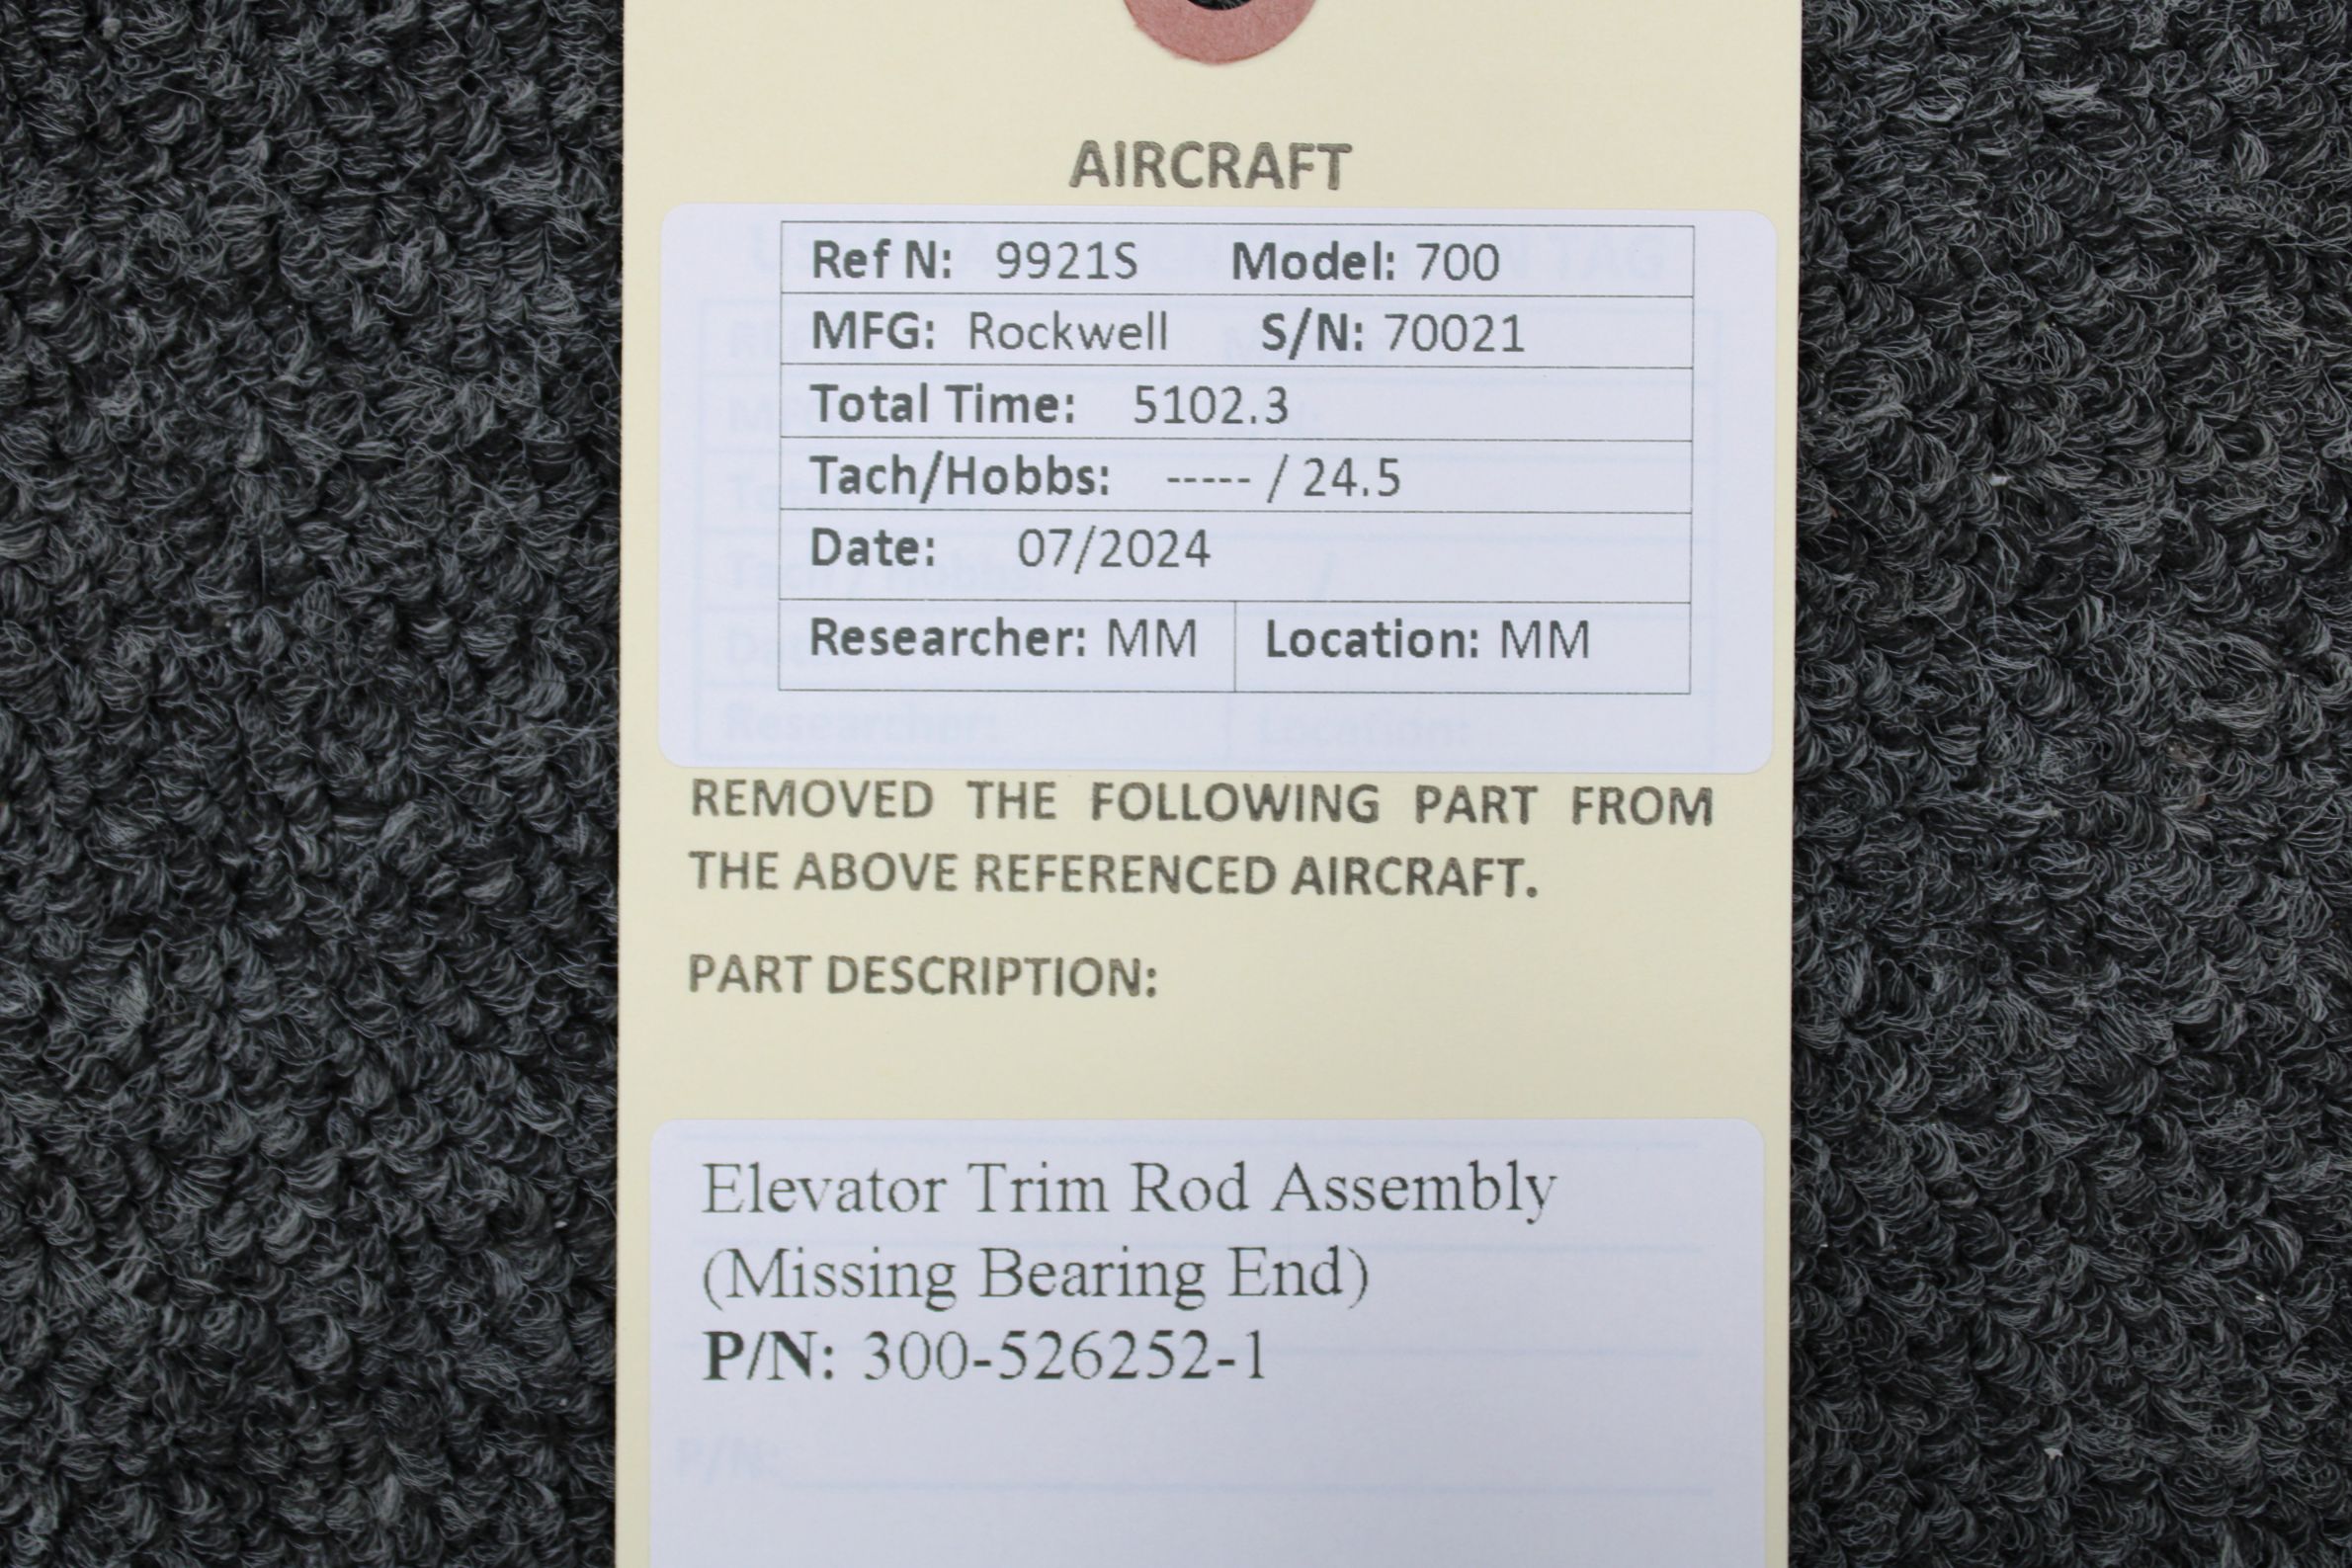 AIRCRAFT
Ref N: 9921S Model: 700
MFG: Rockwell S/N: 70021
Total Time: 5102.3
Tach/Hobbs: ----- / 24.5
Date: 07/2024
Researcher: MM Location: MM
Researcher: Location:
REMOVED THE FOLLOWING PART FROM
THE ABOVE REFERENCED AIRCRAFT.
PART DESCRIPTION:
Elevator Trim Rod Assembly
(Missing Bearing End)
P/N: 300-526252-1
P/N: